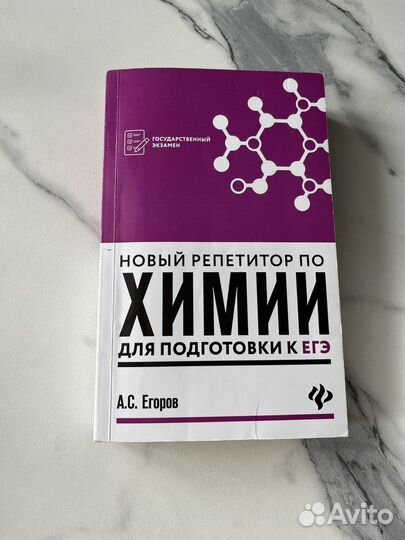 ГОСУДАРСТВЕННЫЙ
ЭКЗАМЕН
НОВЫЙ РЕПЕТИТОР ПО
ХИМИИ
ДЛЯ ПОДГОТОВКИ К ЕГЭ
А.С. Егоров
Avito